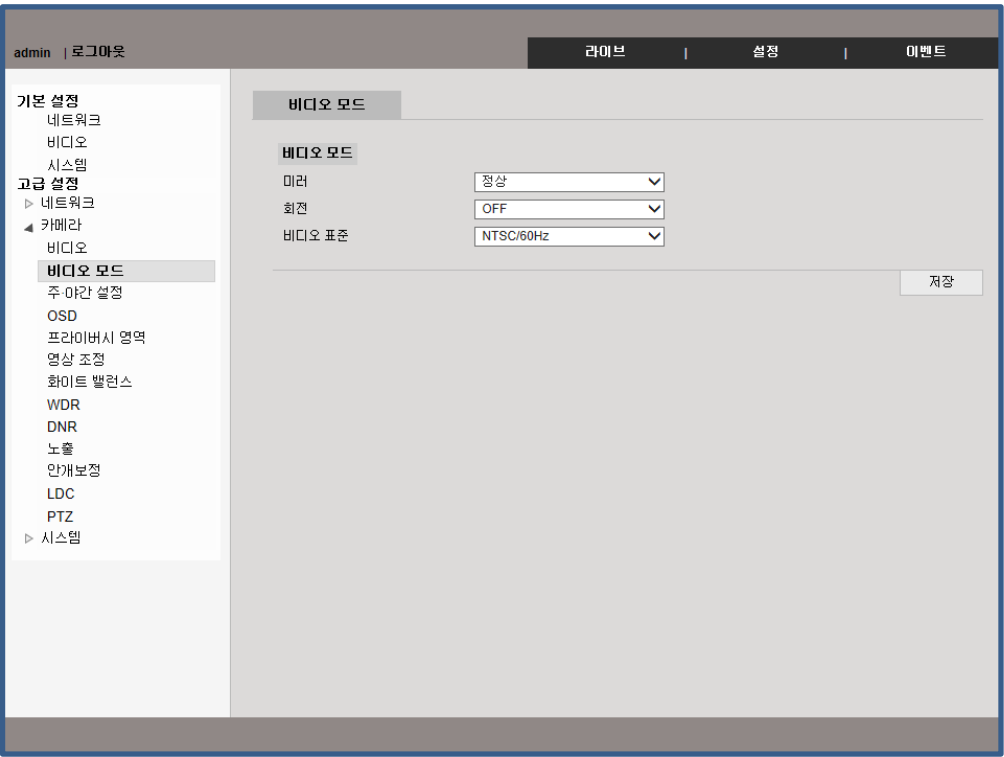 admin | 로그아웃
라이브 | 설정 | 이벤트
기본 설정
네트워크
비디오
시스템
고급 설정
네트워크
카메라
비디오
비디오 모드
주·야간 설정
OSD
프라이버시 영역
영상 조정
화이트 밸런스
WDR
DNR
노출
안개보정
LDC
PTZ
시스템
비디오 모드
비디오 모드
미러 정상
회전 OFF
비디오 표준 NTSC/60Hz
저장